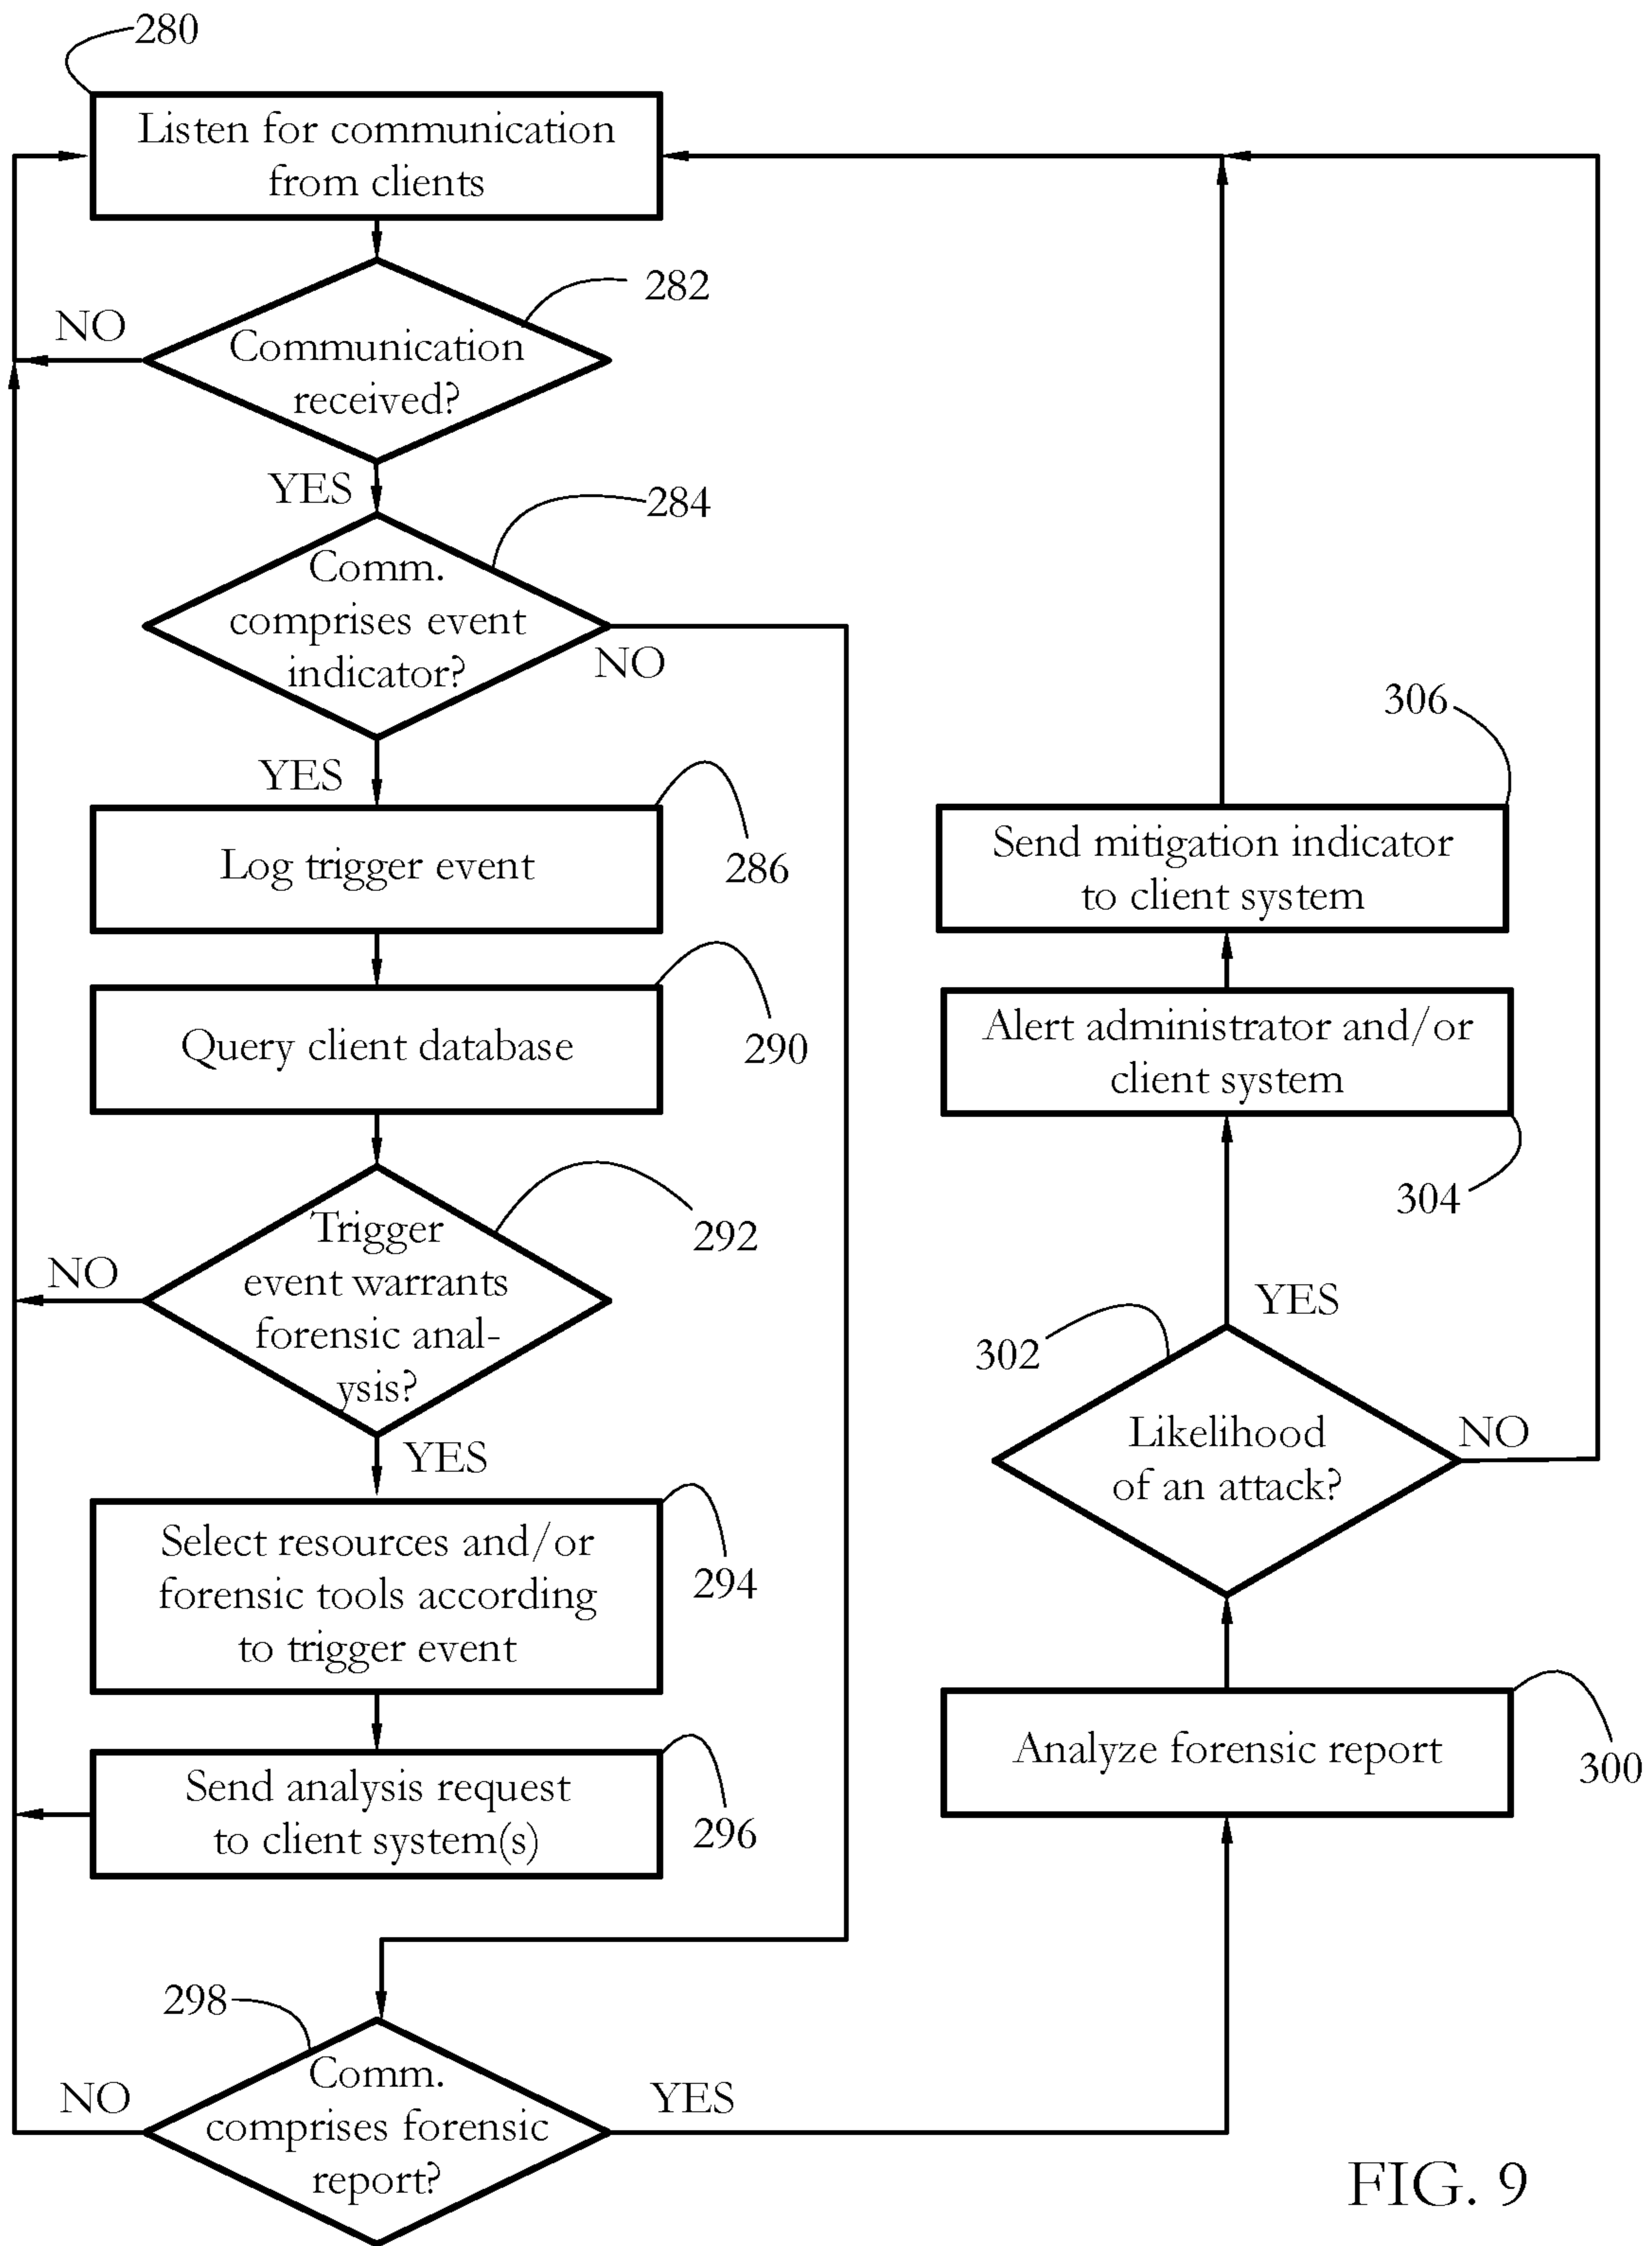 280
Listen for communication
from clients
282
NO
Communication
received?
YES
284
Comm.
comprises event
indicator?
NO
YES
Log trigger event
286
Query client database
290
292
Trigger
event warrants
forensic anal-
ysis?
NO
YES
Select resources and/or
forensic tools according
to trigger event
294
Send analysis request
to client system(s)
296
298
Comm.
comprises forensic
report?
NO
YES
306
Send mitigation indicator
to client system
Alert administrator and/or
client system
304
YES
302
Likelihood
of an attack?
NO
Analyze forensic report
300
FIG. 9